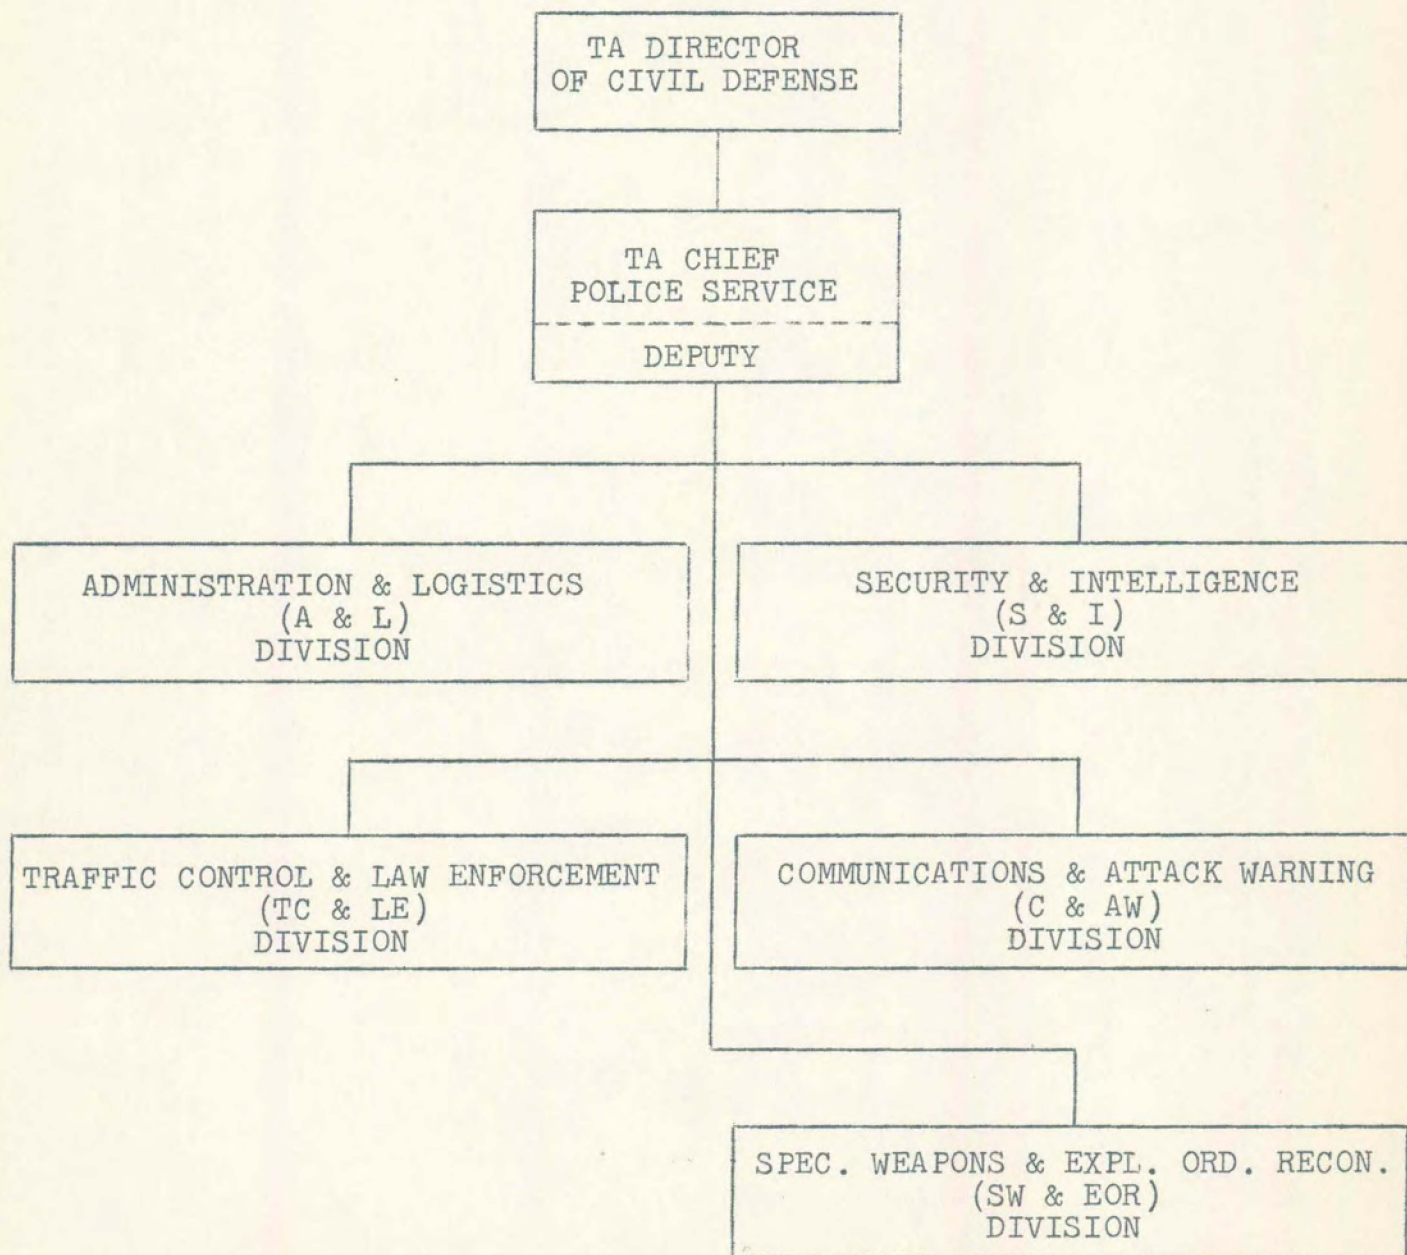 TA DIRECTOR
OF CIVIL DEFENSE
TA CHIEF
POLICE SERVICE
DEPUTY
ADMINISTRATION & LOGISTICS
(A & L)
DIVISION
SECURITY & INTELLIGENCE
(S & I)
DIVISION
TRAFFIC CONTROL & LAW ENFORCEMENT
(TC & LE)
DIVISION
COMMUNICATIONS & ATTACK WARNING
(C & AW)
DIVISION
SPEC. WEAPONS & EXPL. ORD. RECON.
(SW & EOR)
DIVISION